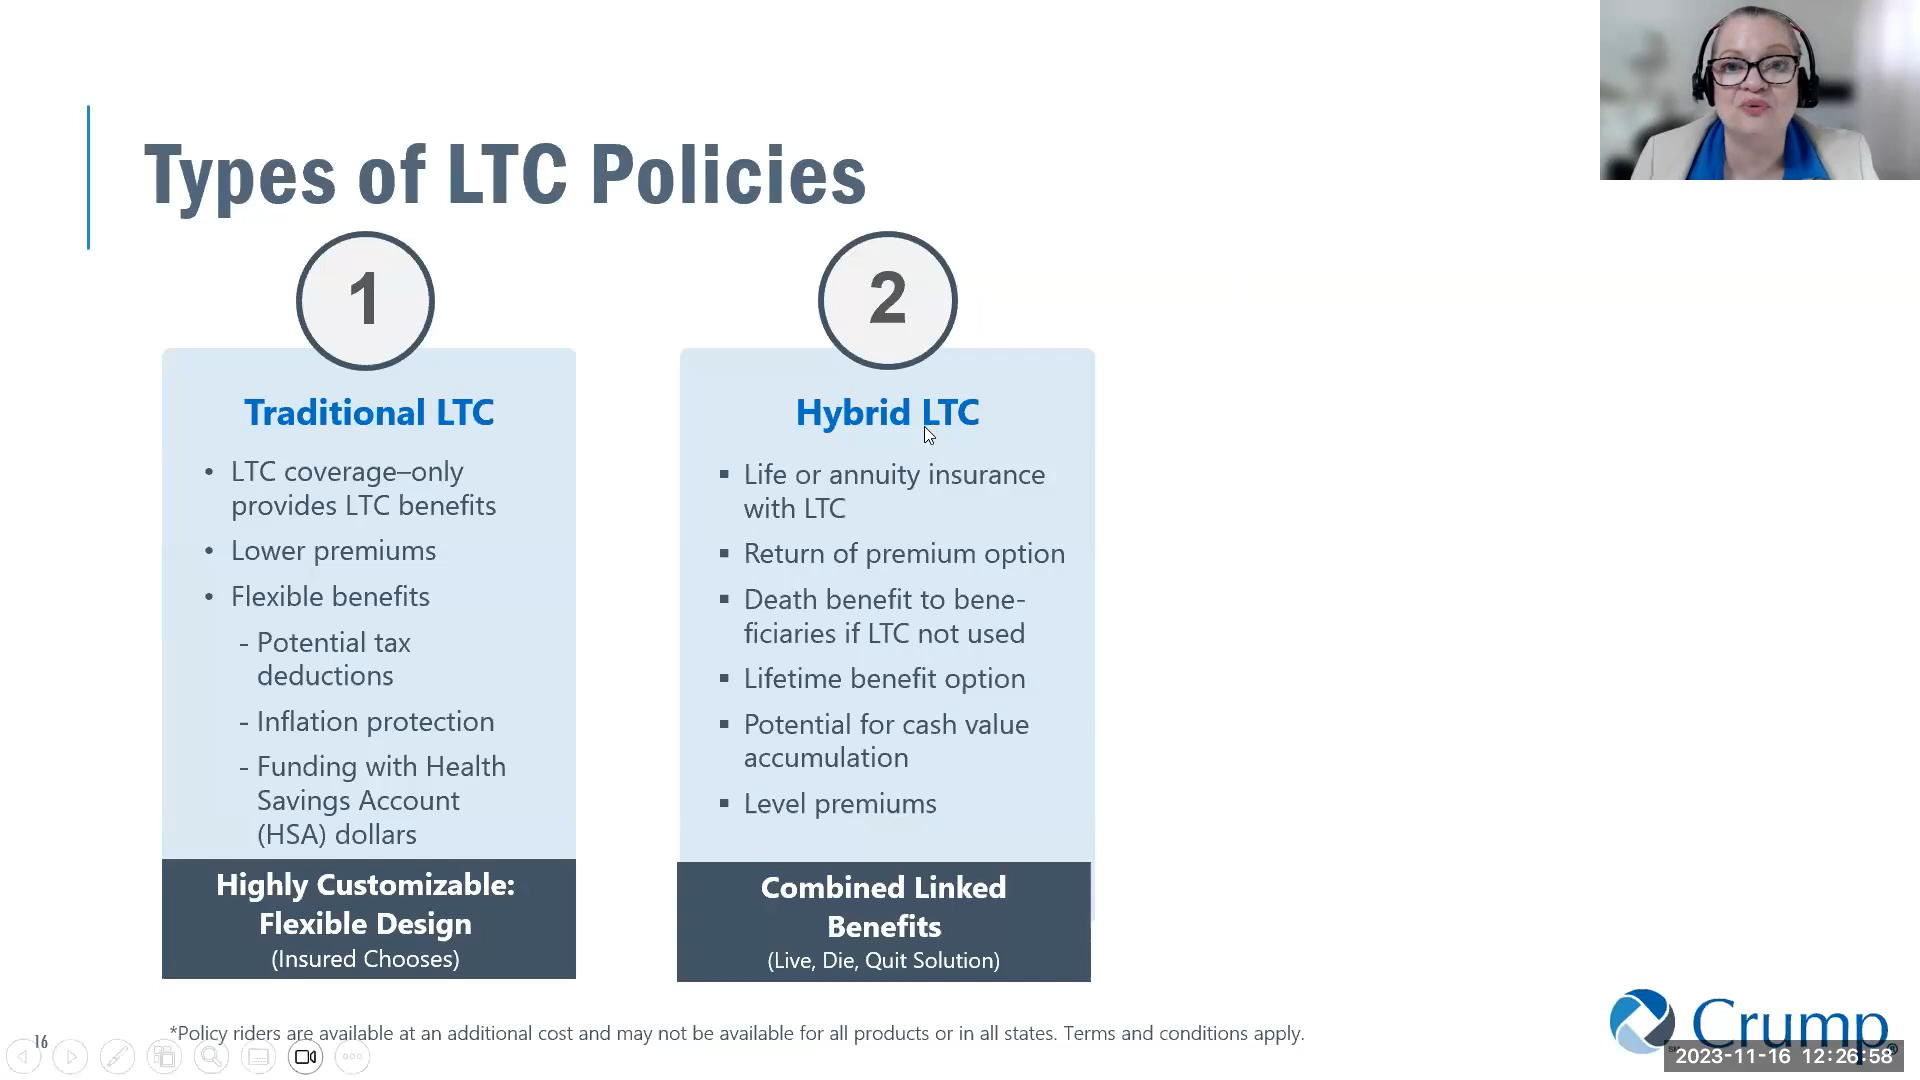 Types of LTC Policies
1
Traditional LTC
• LTC coverage–only
provides LTC benefits
• Lower premiums
• Flexible benefits
- Potential tax
deductions
- Inflation protection
- Funding with Health
Savings Account
(HSA) dollars
Highly Customizable:
Flexible Design
(Insured Chooses)
2
Hybrid LTC
▪ Life or annuity insurance
with LTC
▪ Return of premium option
▪ Death benefit to bene-
ficiaries if LTC not used
▪ Lifetime benefit option
▪ Potential for cash value
accumulation
▪ Level premiums
Combined Linked
Benefits
(Live, Die, Quit Solution)
*Policy riders are available at an additional cost and may not be available for all products or in all states. Terms and conditions apply.
16
Crump®
2023-11-16 12:26:58